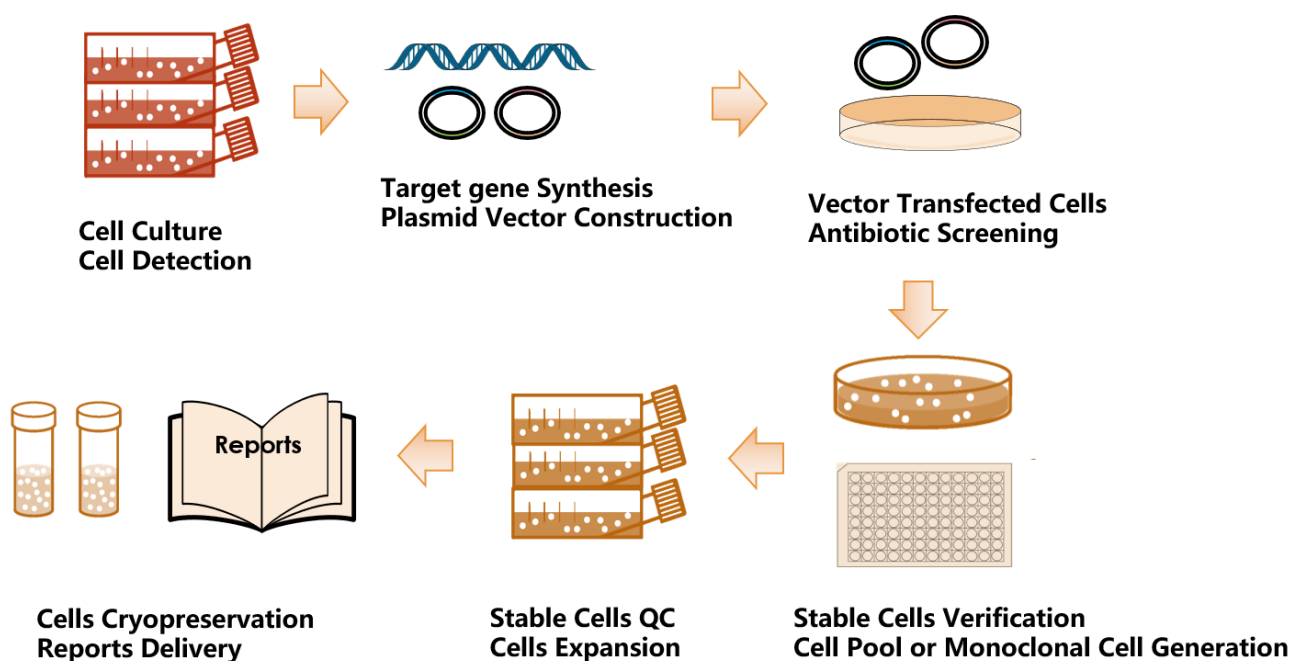 Cell Culture
Cell Detection
Target gene Synthesis
Plasmid Vector Construction
Vector Transfected Cells
Antibiotic Screening
Reports
Cells Cryopreservation
Reports Delivery
Stable Cells QC
Cells Expansion
Stable Cells Verification
Cell Pool or Monoclonal Cell Generation